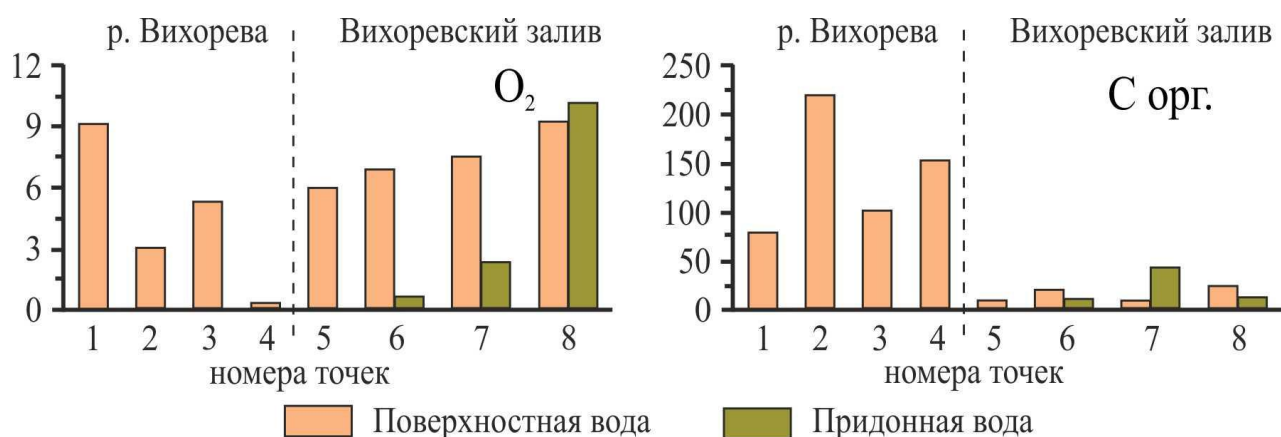 р. Вихорева Вихоревский залив
12
9
6
3
0
O₂
1 2 3 4 5 6 7 8
номера точек
р. Вихорева Вихоревский залив
250
200
150
100
50
0
С орг.
1 2 3 4 5 6 7 8
номера точек
Поверхностная вода
Придонная вода